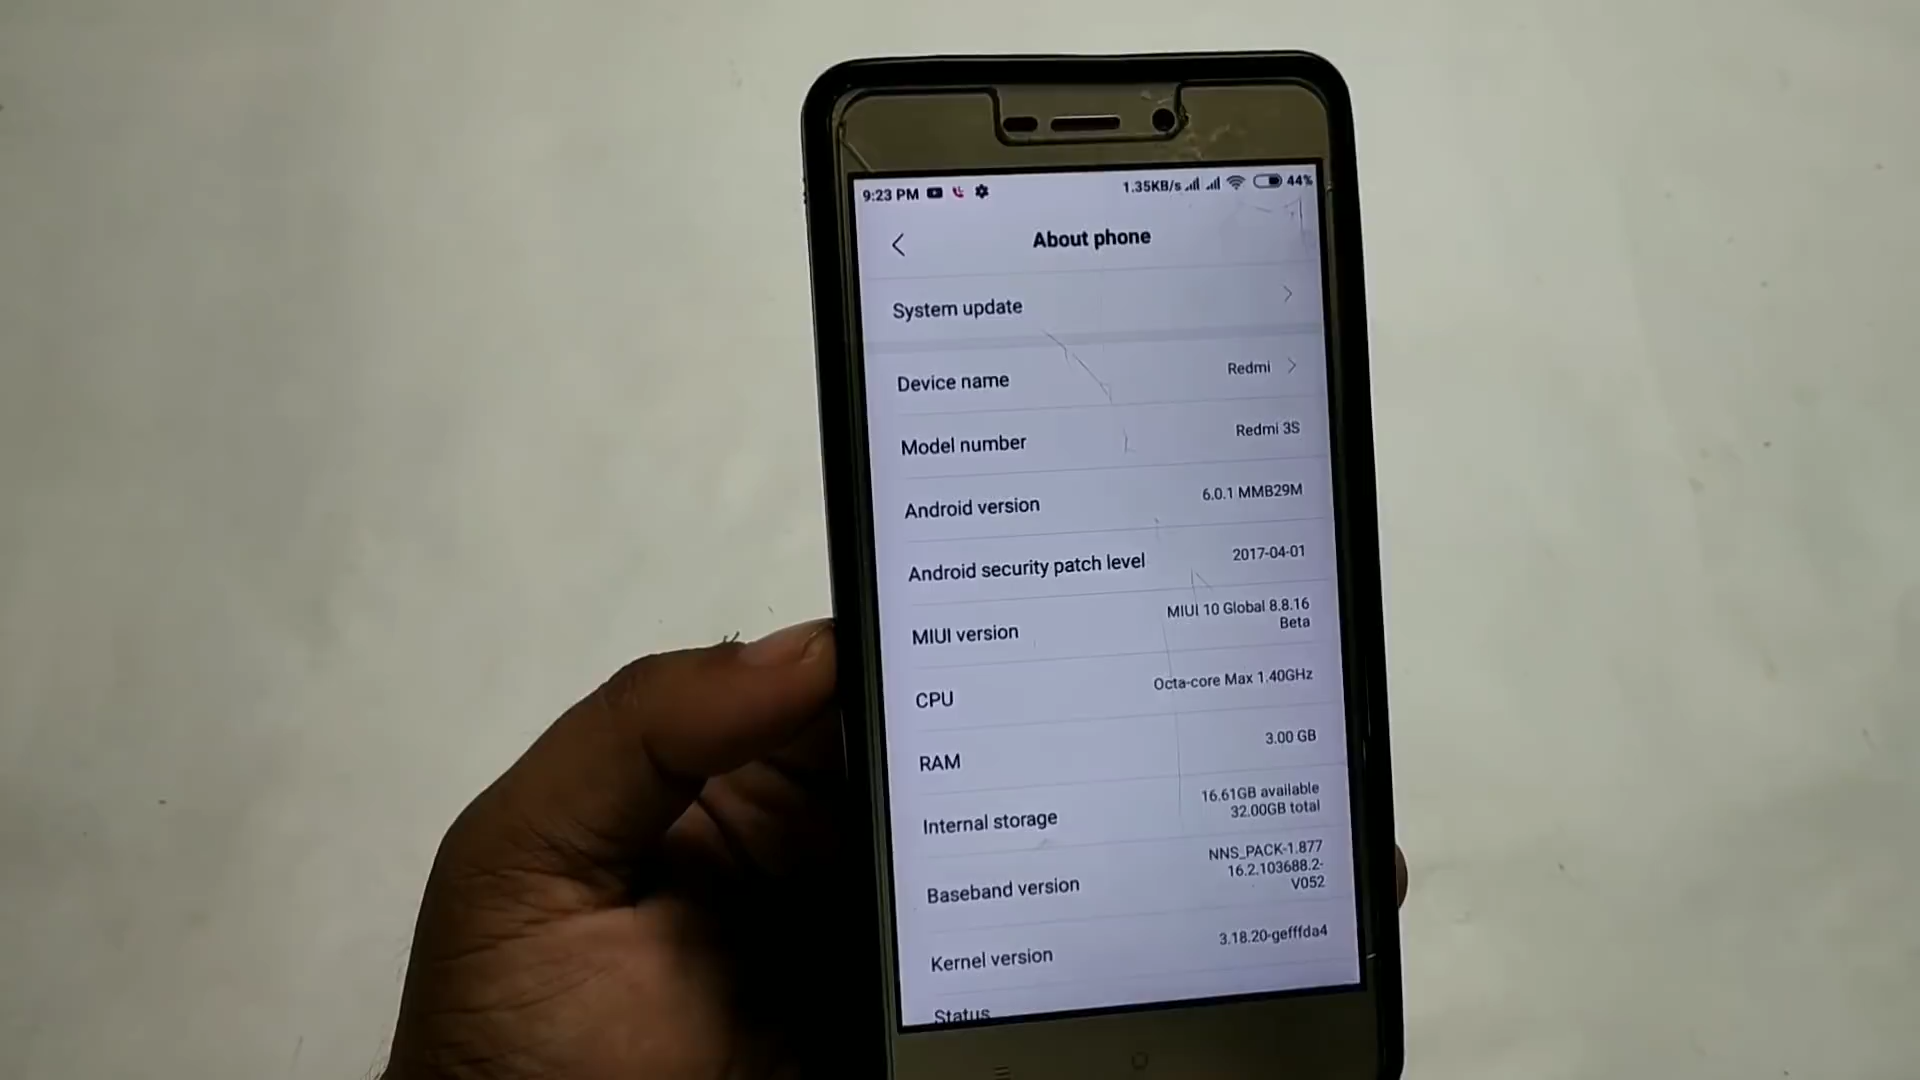 9:23 PM 1.35KB/s 44%
About phone
System update
Device name Redmi
Model number Redmi 3S
Android version 6.0.1 MMB29M
Android security patch level 2017-04-01
MIUI version MIUI 10 Global 8.8.16
Beta
CPU Octa-core Max 1.40GHz
RAM 3.00 GB
Internal storage 16.61GB available
32.00GB total
Baseband version NNS_PACK-1.877
16.2.103688.2-
V052
Kernel version 3.18.20-gefffda4
Status